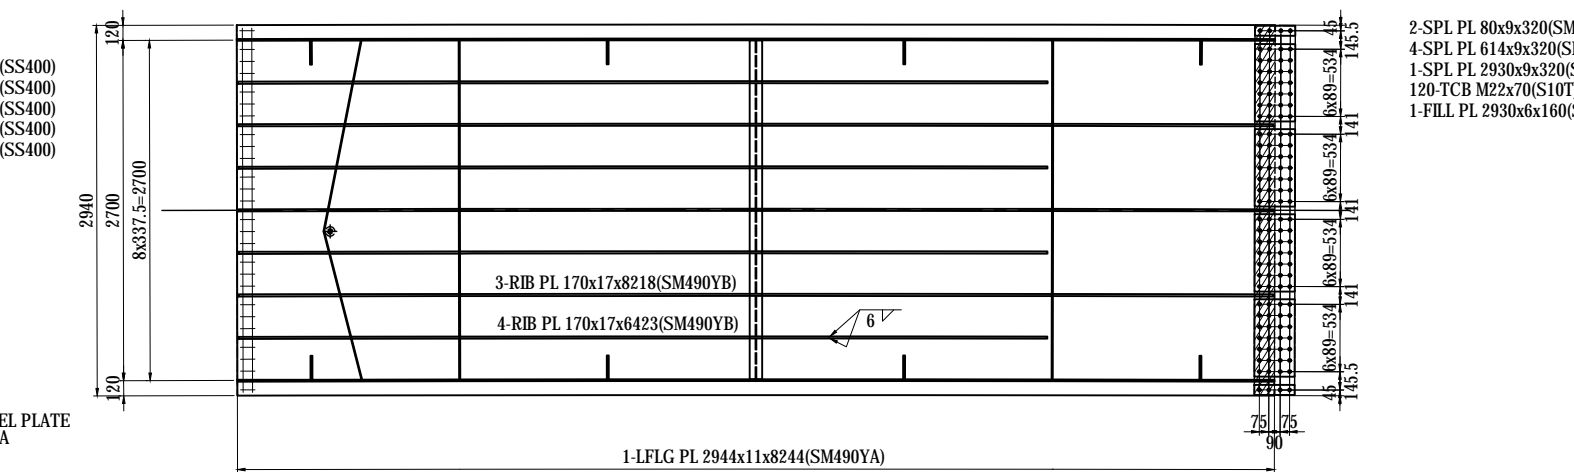 (SS400)
(SS400)
(SS400)
(SS400)
(SS400)
EL PLATE
A
2940
120
2700
120
8x337.5=2700
3-RIB PL 170x17x8218(SM490YB)
4-RIB PL 170x17x6423(SM490YB)
6
1-LFLG PL 2944x11x8244(SM490YA)
45
145.5
6x89=534
141
6x89=534
141
6x89=534
141
6x89=534
45
145.5
75
75
90
2-SPL PL 80x9x320(SM
4-SPL PL 614x9x320(S
1-SPL PL 2930x9x320(S
120-TCB M22x70(S10T
1-FILL PL 2930x6x160(S